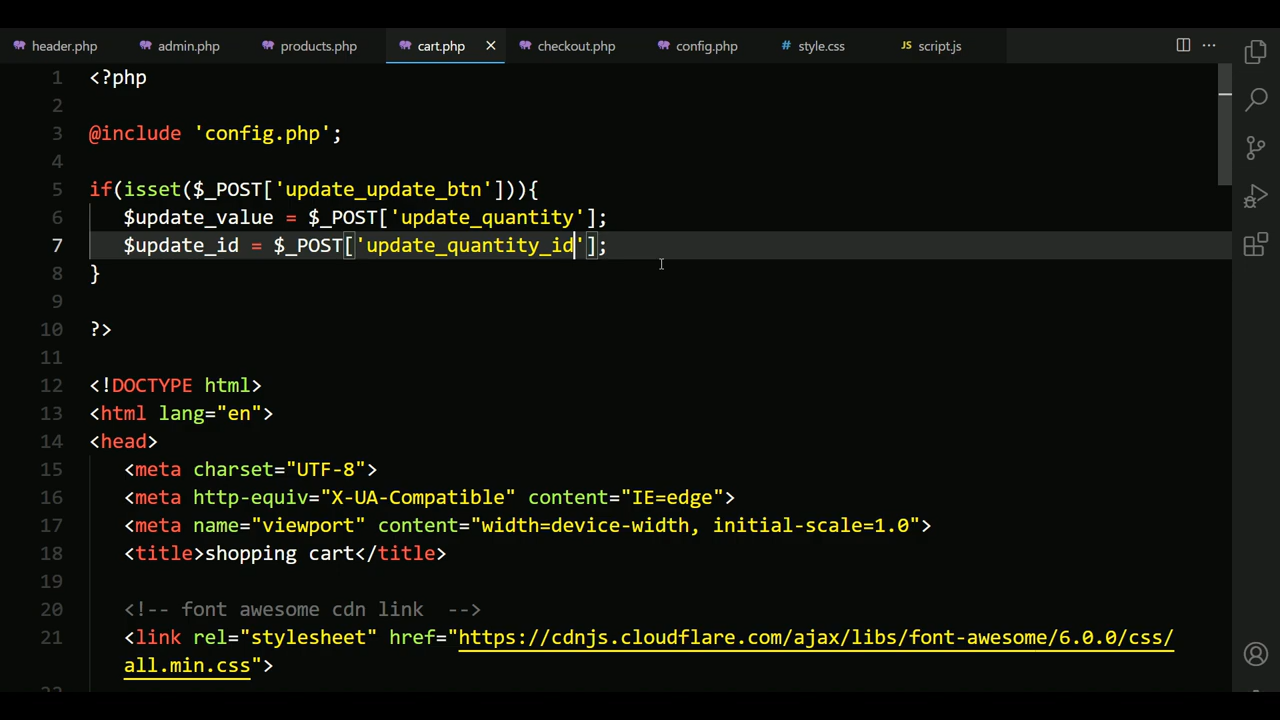 header.php admin.php products.php cart.php × checkout.php config.php # style.css JS script.js ...
1 <?php
2
3 @include 'config.php';
4
5 if(isset($_POST['update_update_btn'])){
6 $update_value = $_POST['update_quantity'];
7 $update_id = $_POST['update_quantity_id'];
8 }
9
10 ?>
11
12 <!DOCTYPE html>
13 <html lang="en">
14 <head>
15 <meta charset="UTF-8">
16 <meta http-equiv="X-UA-Compatible" content="IE=edge">
17 <meta name="viewport" content="width=device-width, initial-scale=1.0">
18 <title>shopping cart</title>
19
20 <!-- font awesome cdn link  -->
21 <link rel="stylesheet" href="https://cdnjs.cloudflare.com/ajax/libs/font-awesome/6.0.0/css/
all.min.css">